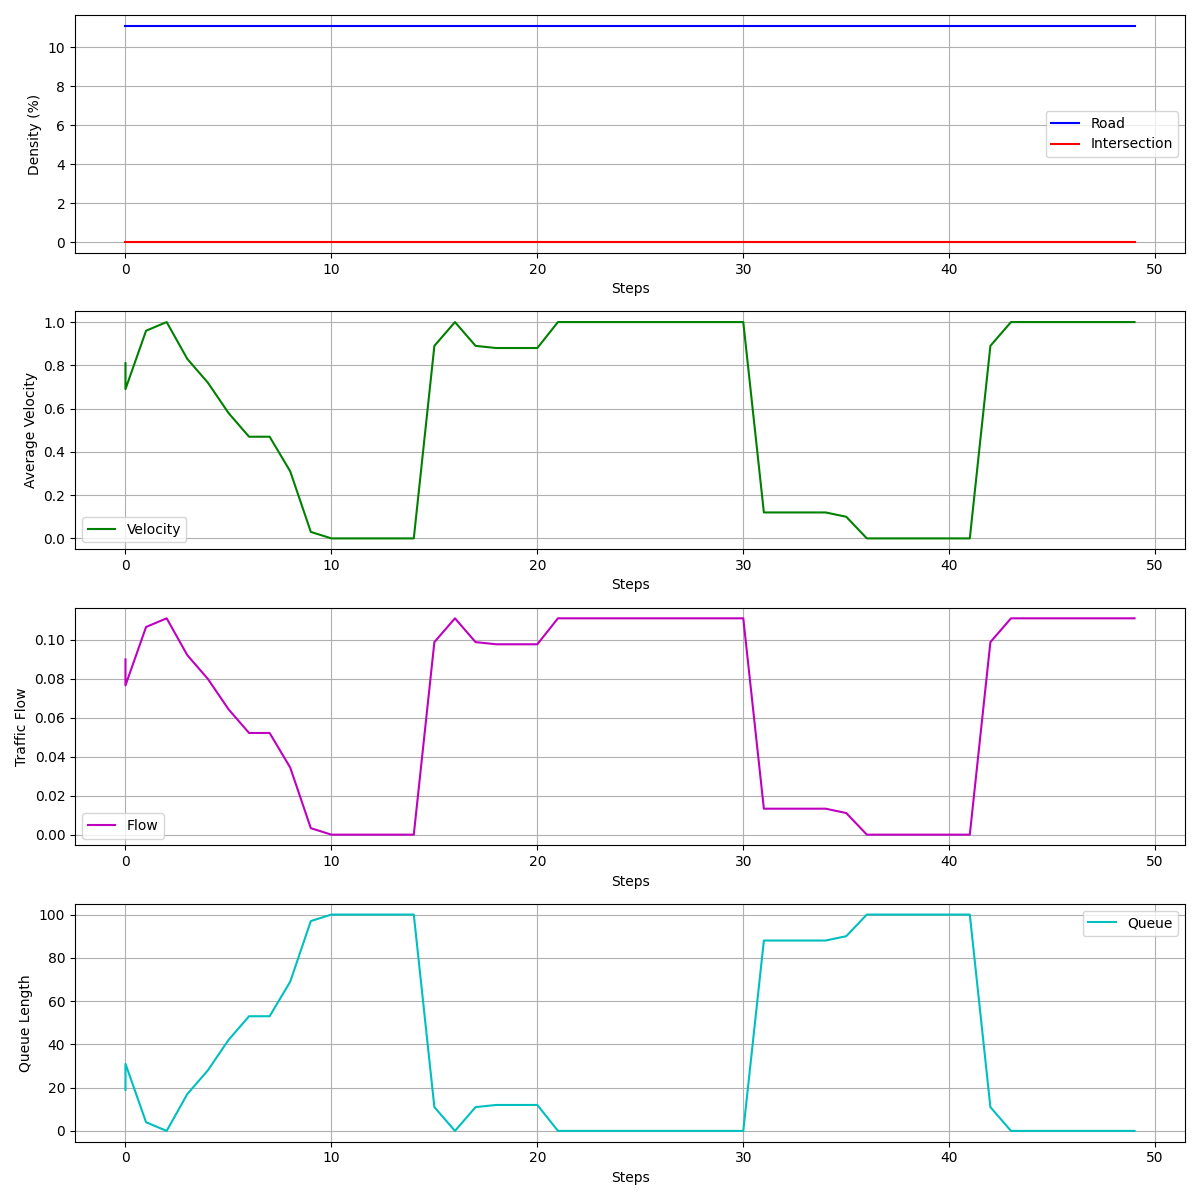 Density (%)
10
8
6
4
2
0
Road
Intersection
0 10 20 30 40 50
Steps
Average Velocity
1.0
0.8
0.6
0.4
0.2
0.0
Velocity
0 10 20 30 40 50
Steps
Traffic Flow
0.10
0.08
0.06
0.04
0.02
0.00
Flow
0 10 20 30 40 50
Steps
Queue Length
100
80
60
40
20
0
Queue
0 10 20 30 40 50
Steps